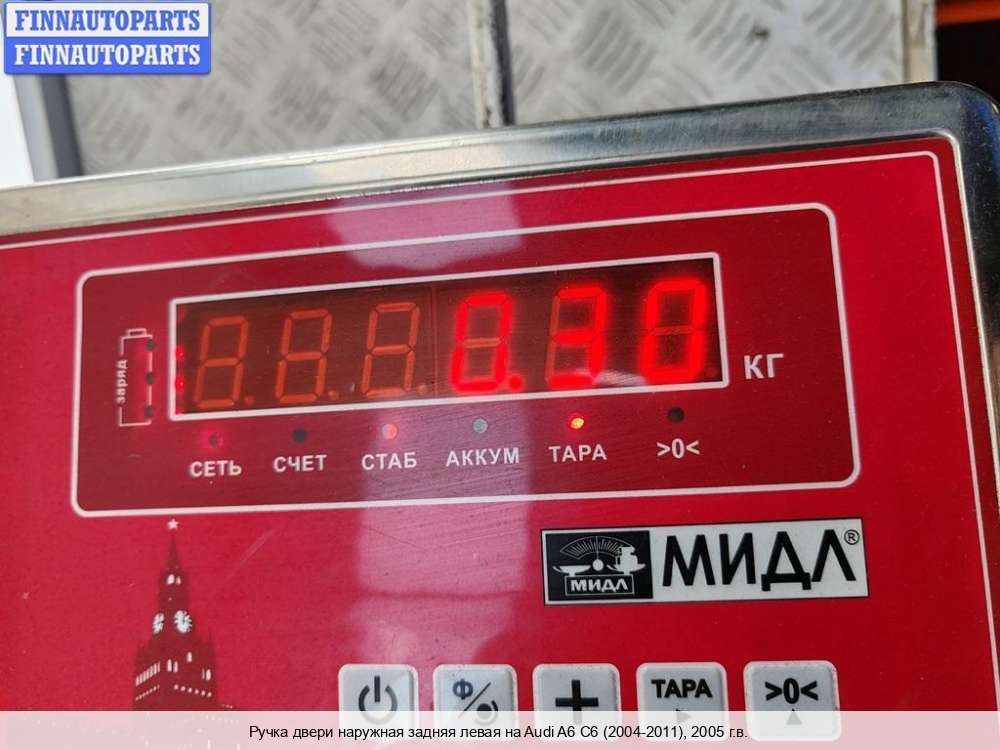 FINNAUTOPARTS
FINNAUTOPARTS
заряд
0.30 КГ
СЕТЬ СЧЕТ СТАБ АККУМ ТАРА >0<
МИДЛ МИДЛ®
Ф/ + ТАРА >0<
Ручка двери наружная задняя левая на Audi A6 C6 (2004-2011), 2005 г.в.